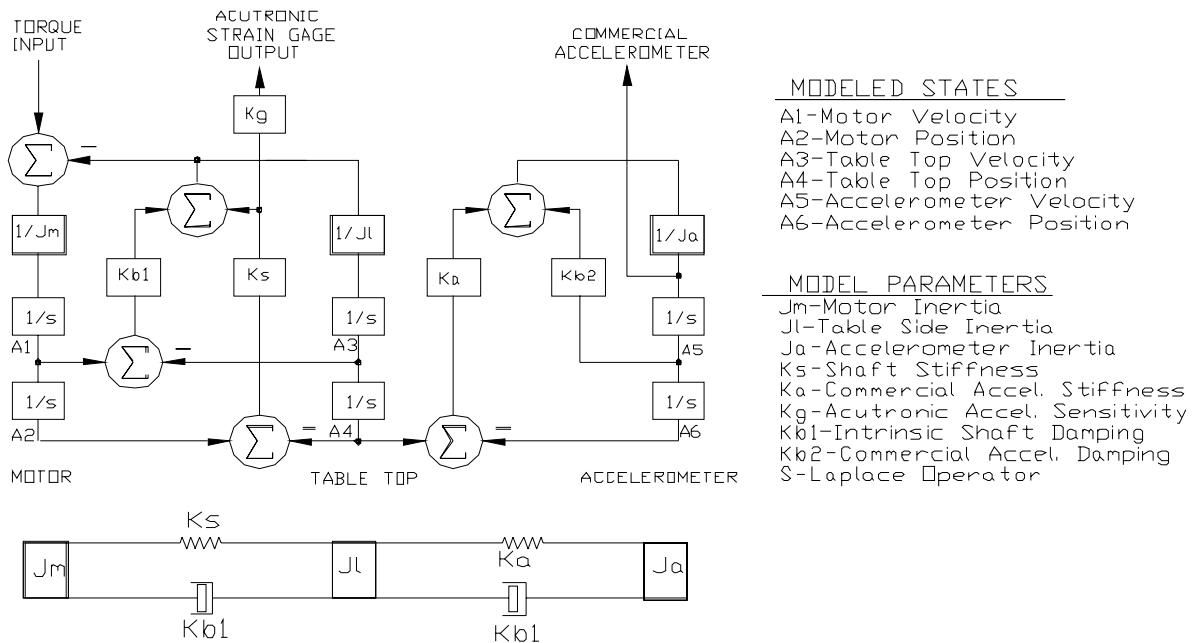 TORQUE
INPUT
ACUTRONIC
STRAIN GAGE
OUTPUT
COMMERCIAL
ACCELEROMETER
Kg
Σ
−
Σ
Σ
1/Jm
1/Jl
1/Ja
Kb1
Ks
Ka
Kb2
1/s
1/s
1/s
A1
A3
A5
Σ
−
1/s
1/s
1/s
A2
Σ
=
A4
Σ
=
A6
MOTOR
TABLE TOP
ACCELEROMETER
MODELED STATES
A1-Motor Velocity
A2-Motor Position
A3-Table Top Velocity
A4-Table Top Position
A5-Accelerometer Velocity
A6-Accelerometer Position
MODEL PARAMETERS
Jm-Motor Inertia
Jl-Table Side Inertia
Ja-Accelerometer Inertia
Ks-Shaft Stiffness
Ka-Commercial Accel. Stiffness
Kg-Acutronic Accel. Sensitivity
Kb1-Intrinsic Shaft Damping
Kb2-Commercial Accel. Damping
S-Laplace Operator
Ks
Ka
Jm
Jl
Ja
Kb1
Kb1